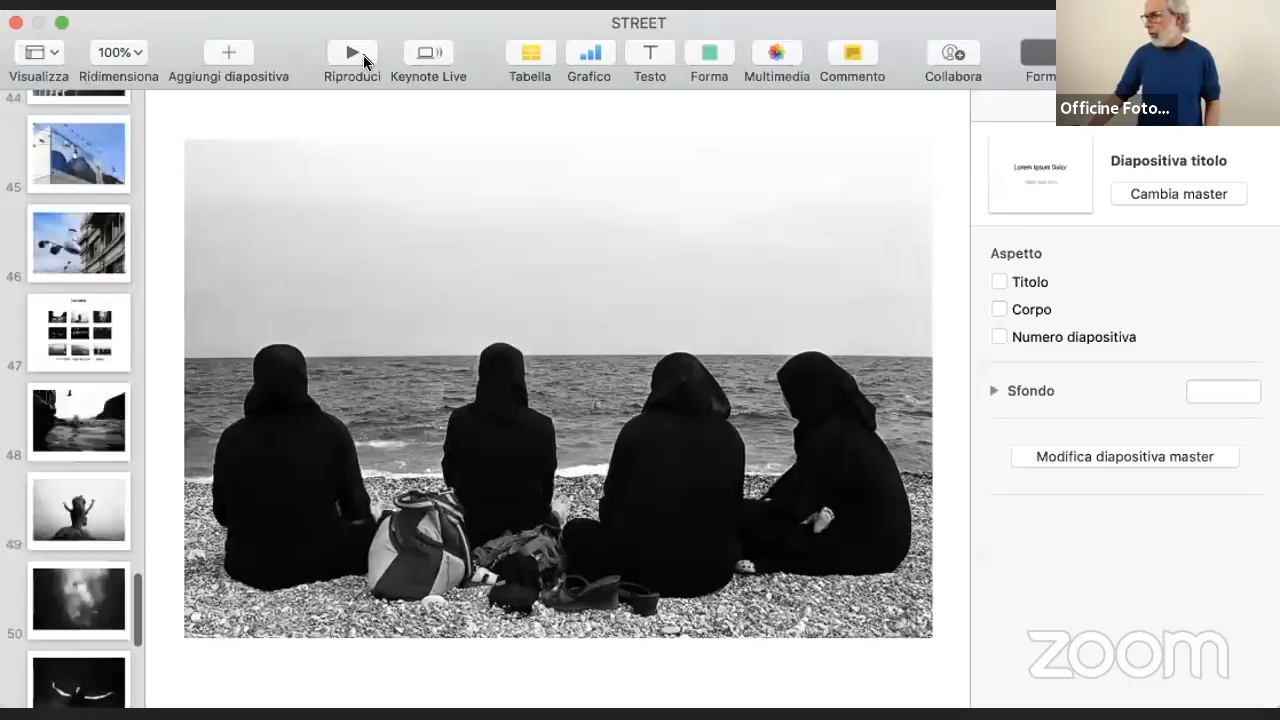 STREET
100%
Visualizza
Ridimensiona
Aggiungi diapositiva
Riproduci
Keynote Live
Tabella
Grafico
Testo
Forma
Multimedia
Commento
Collabora
Form
Officine Foto...
44
45
46
47
48
49
50
Lorem Ipsum Dolor
Diapositiva titolo
Cambia master
Aspetto
Titolo
Corpo
Numero diapositiva
Sfondo
Modifica diapositiva master
zoom